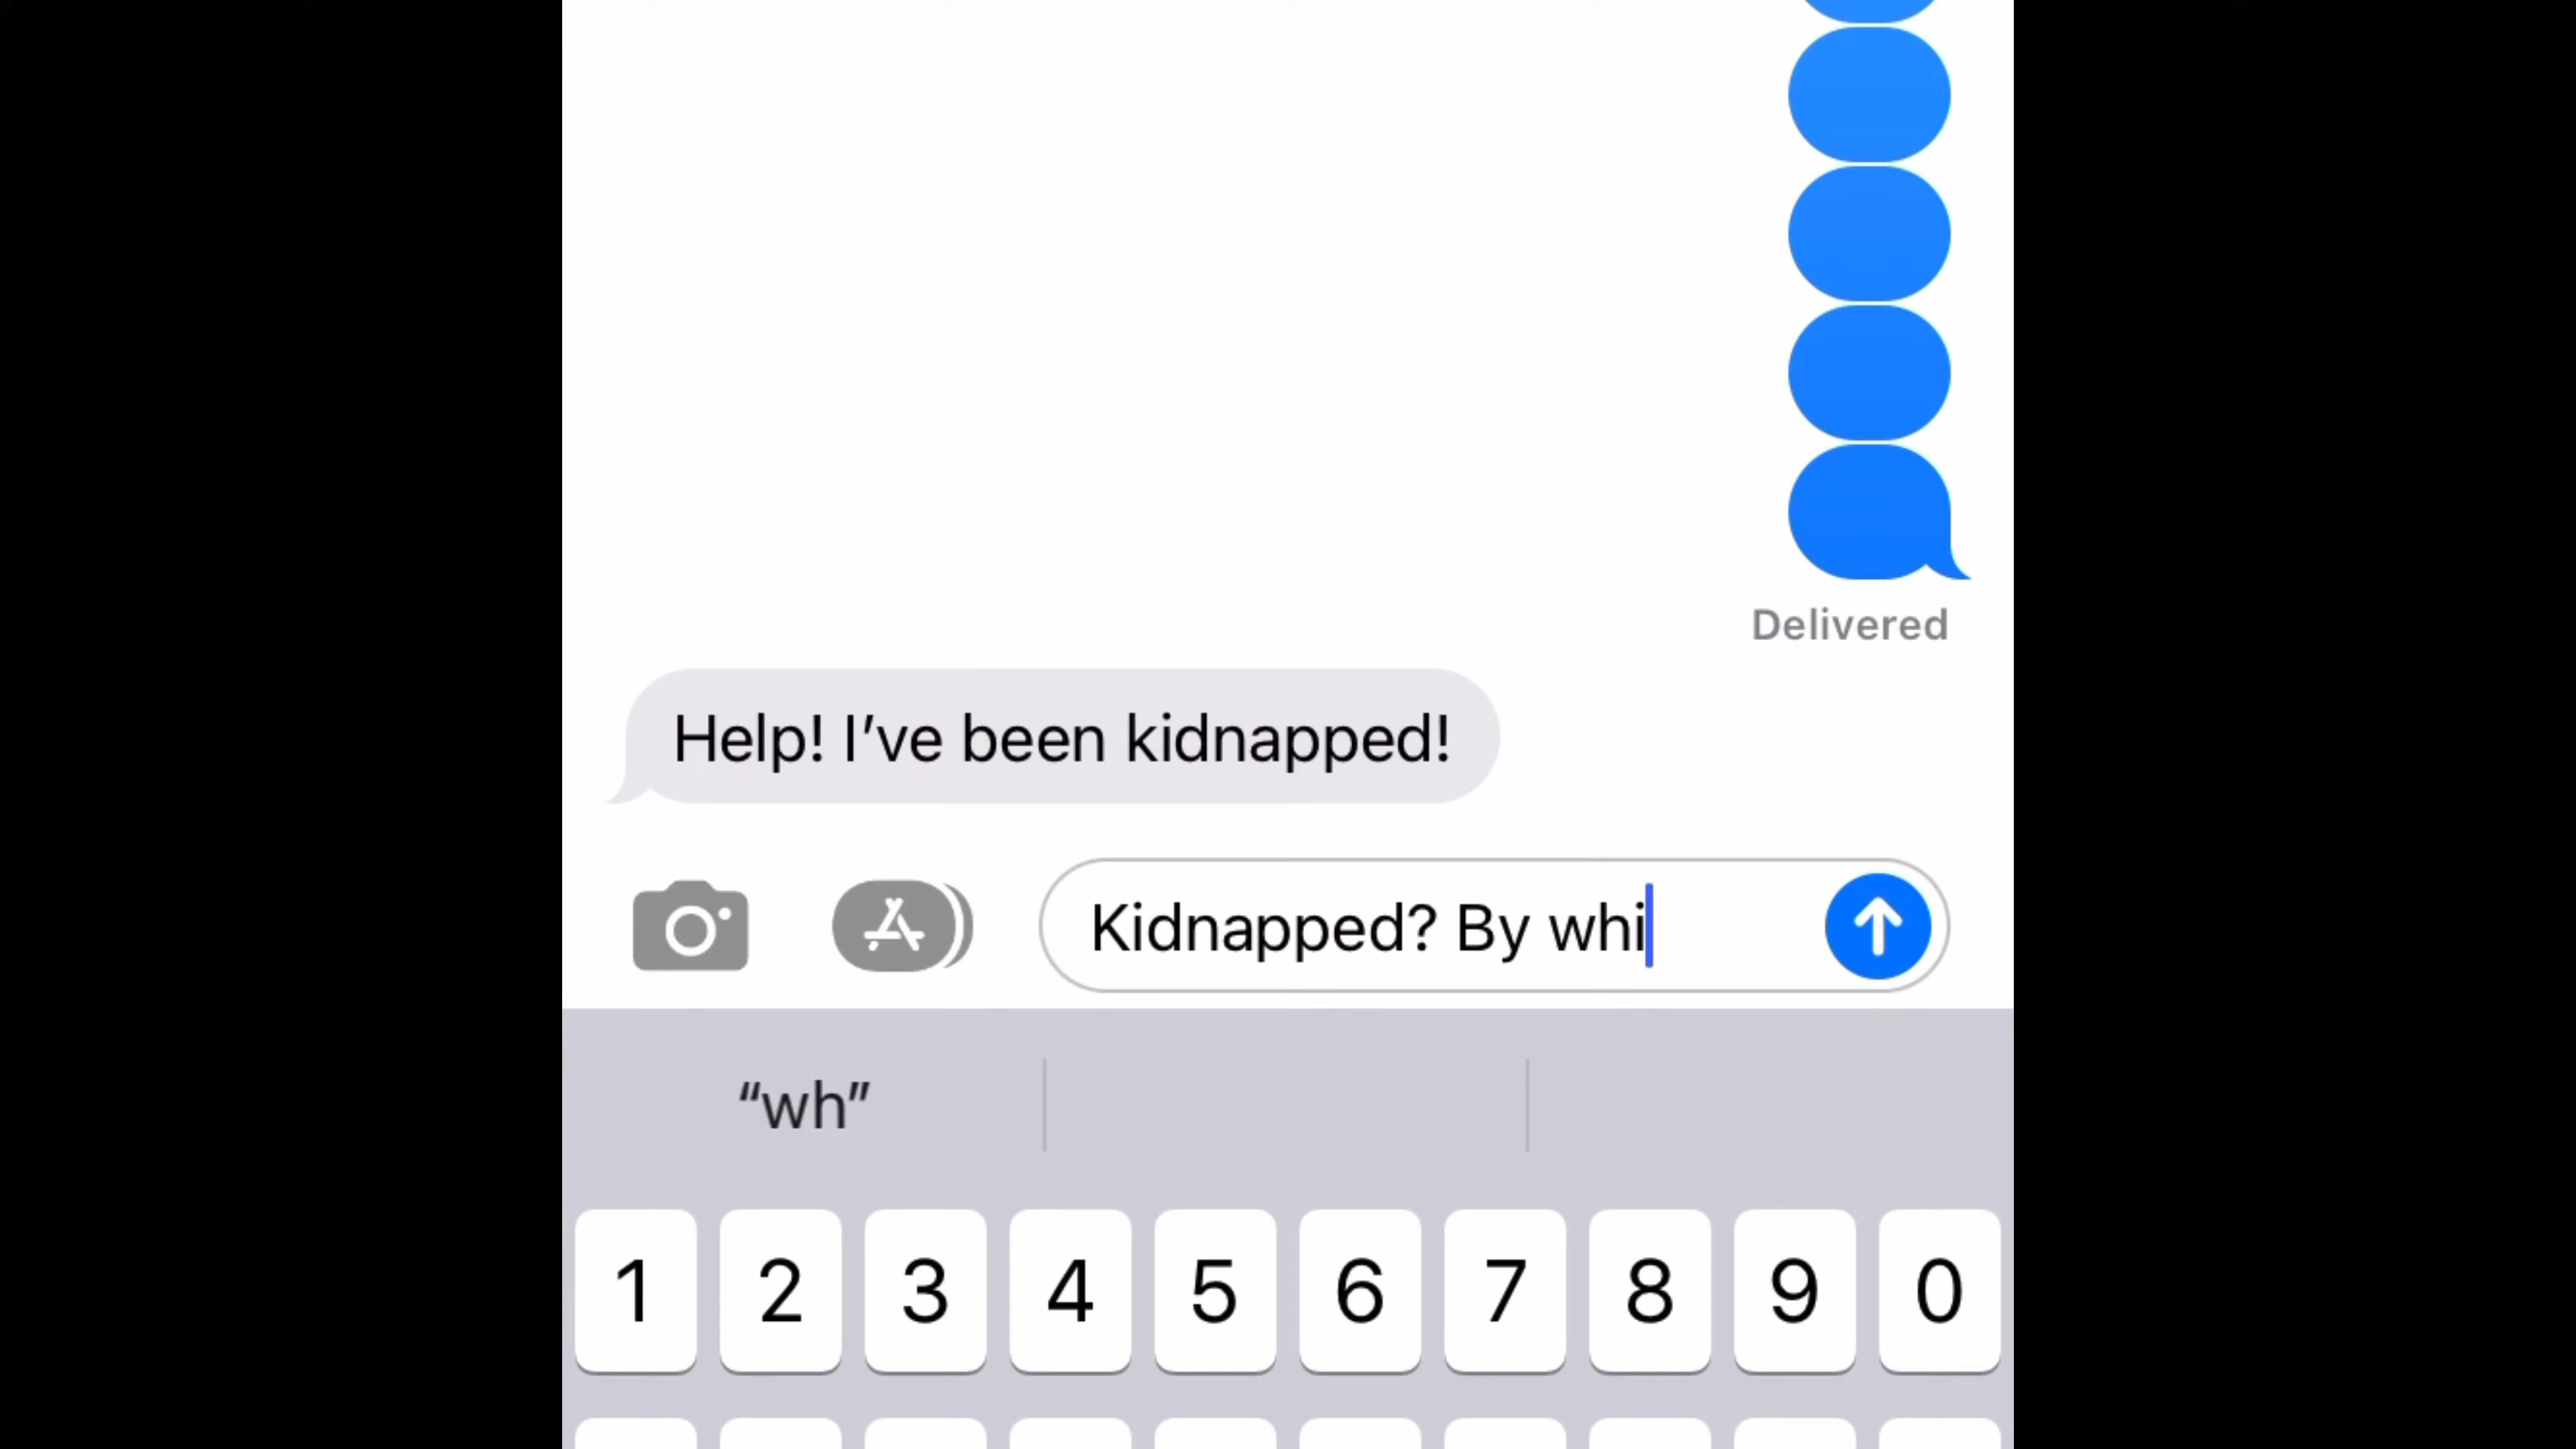 Delivered
Help! I’ve been kidnapped!
Kidnapped? By whi
“wh”
1 2 3 4 5 6 7 8 9 0